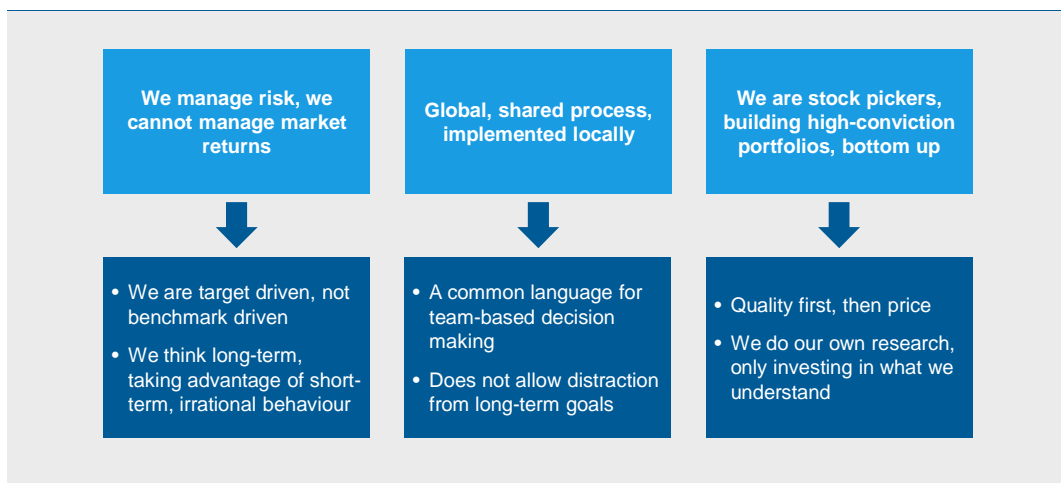 We manage risk, we
cannot manage market
returns
Global, shared process,
implemented locally
We are stock pickers,
building high-conviction
portfolios, bottom up
• We are target driven, not
benchmark driven
• We think long-term,
taking advantage of short-
term, irrational behaviour
• A common language for
team-based decision
making
• Does not allow distraction
from long-term goals
• Quality first, then price
• We do our own research,
only investing in what we
understand